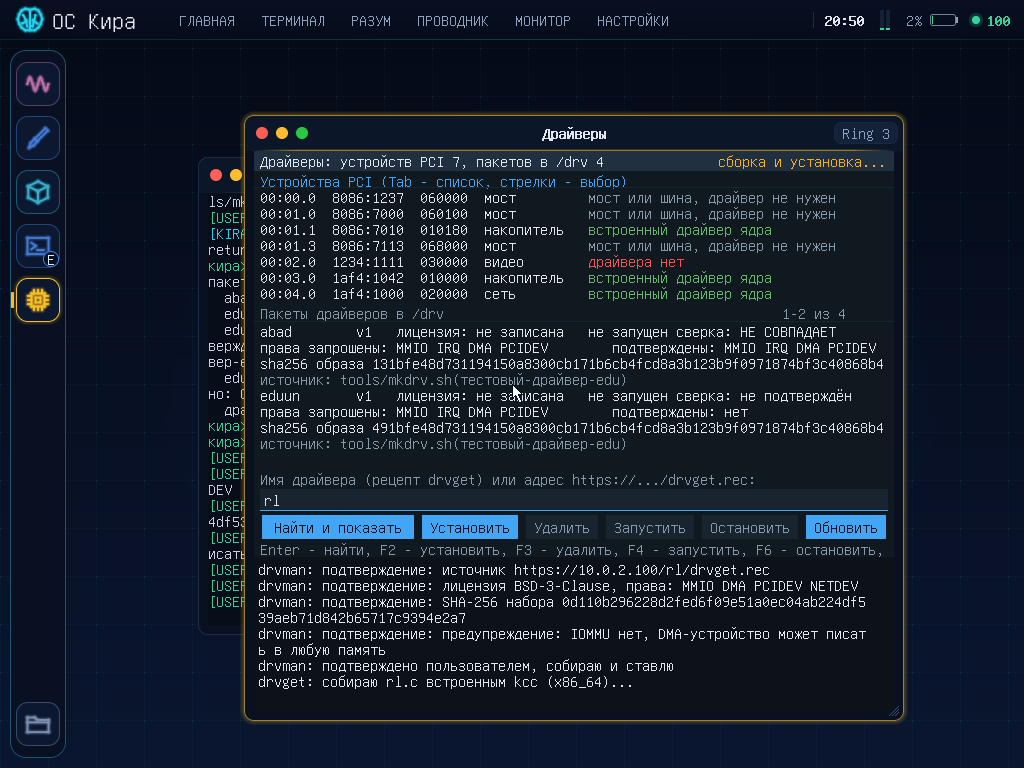 ОС Кира
ГЛАВНАЯ ТЕРМИНАЛ РАЗУМ ПРОВОДНИК МОНИТОР НАСТРОЙКИ
20:50 2% 100
E
Драйверы Ring 3
Драйверы: устройств PCI 7, пакетов в /drv 4 сборка и установка...
Устройства PCI (Tab - список, стрелки - выбор)
00:00.0 8086:1237 060000 мост мост или шина, драйвер не нужен
00:01.0 8086:7000 060100 мост мост или шина, драйвер не нужен
00:01.1 8086:7010 010180 накопитель встроенный драйвер ядра
00:01.3 8086:7113 068000 мост мост или шина, драйвер не нужен
00:02.0 1234:1111 030000 видео драйвера нет
00:03.0 1af4:1042 010000 накопитель встроенный драйвер ядра
00:04.0 1af4:1000 020000 сеть встроенный драйвер ядра
Пакеты драйверов в /drv 1-2 из 4
abad v1 лицензия: не записана не запущен сверка: НЕ СОВПАДАЕТ
права запрошены: MMIO IRQ DMA PCIDEV подтверждены: MMIO IRQ DMA PCIDEV
sha256 образа 131bfe48d731194150a8300cb171b6cb4fcd8a3b123b9f0971874bf3c40868b4
источник: tools/mkdrv.sh(тестовый-драйвер-edu)
eduun v1 лицензия: не записана не запущен сверка: не подтверждён
права запрошены: MMIO IRQ DMA PCIDEV подтверждены: нет
sha256 образа 491bfe48d731194150a8300cb171b6cb4fcd8a3b123b9f0971874bf3c40868b4
источник: tools/mkdrv.sh(тестовый-драйвер-edu)
Имя драйвера (рецепт drvget) или адрес https://.../drvget.rec:
rl
Найти и показать Установить Удалить Запустить Остановить Обновить
Enter - найти, F2 - установить, F3 - удалить, F4 - запустить, F6 - остановить,
drvman: подтверждение: источник https://10.0.2.100/rl/drvget.rec
drvman: подтверждение: лицензия BSD-3-Clause, права: MMIO DMA PCIDEV NETDEV
drvman: подтверждение: SHA-256 набора 0d110b296228d2fed6f09e51a0ec04ab224df5
39aeb71d842b65717c9394e2a7
drvman: подтверждение: предупреждение: IOMMU нет, DMA-устройство может писат
ь в любую память
drvman: подтверждено пользователем, собираю и ставлю
drvget: собираю rl.c встроенным kcc (x86_64)...